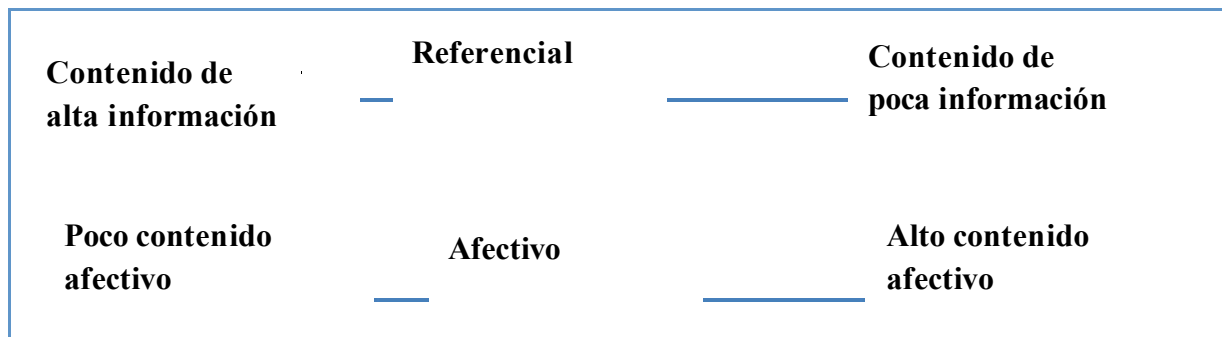 Contenido de
alta información
Referencial
Contenido de
poca información
Poco contenido
afectivo
Afectivo
Alto contenido
afectivo